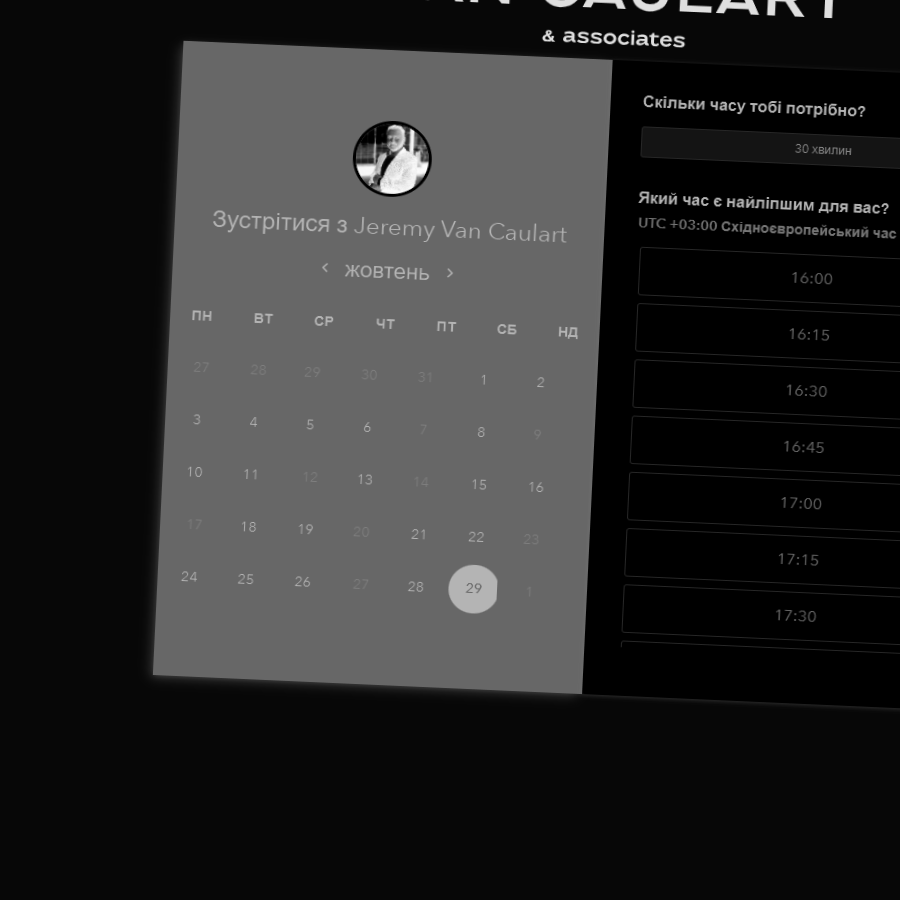 AN CAULART
& associates
Зустрітися з Jeremy Van Caulart
жовтень
ПН ВТ СР ЧТ ПТ СБ НД
27 28 29 30 31 1 2
3 4 5 6 7 8 9
10 11 12 13 14 15 16
17 18 19 20 21 22 23
24 25 26 27 28 29 1
Скільки часу тобі потрібно?
30 хвилин
Який час є найліпшим для вас?
UTC +03:00 Східноєвропейський час
16:00
16:15
16:30
16:45
17:00
17:15
17:30